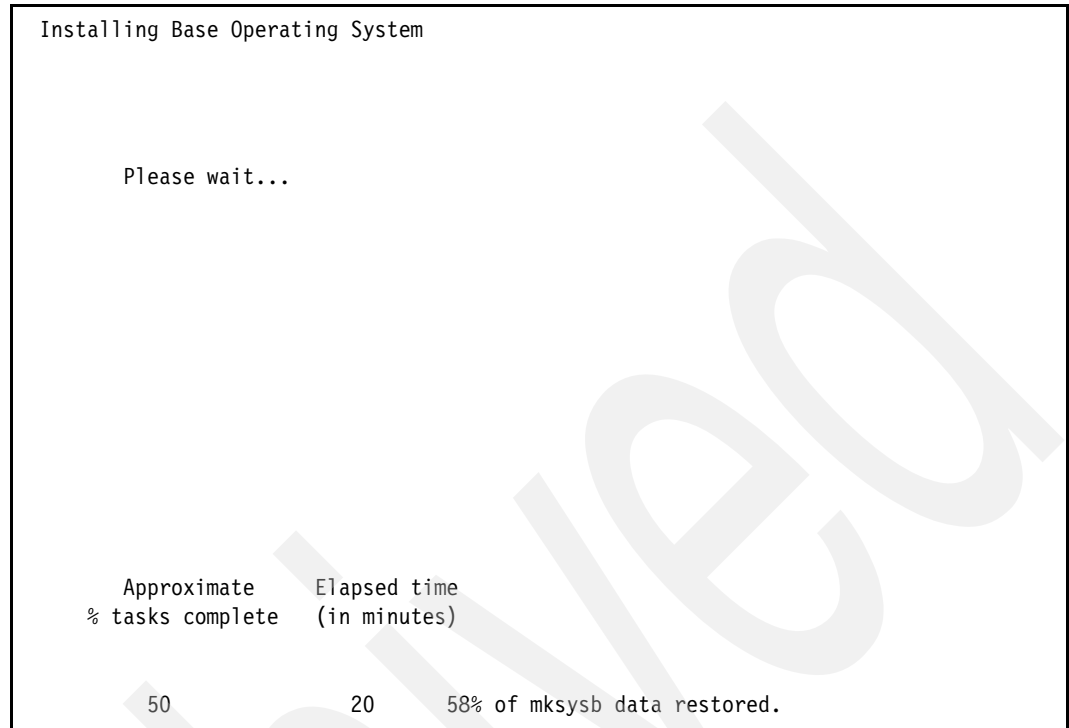 Installing Base Operating System
Please wait...
Approximate Elapsed time
% tasks complete (in minutes)
50 20 58% of mksysb data restored.